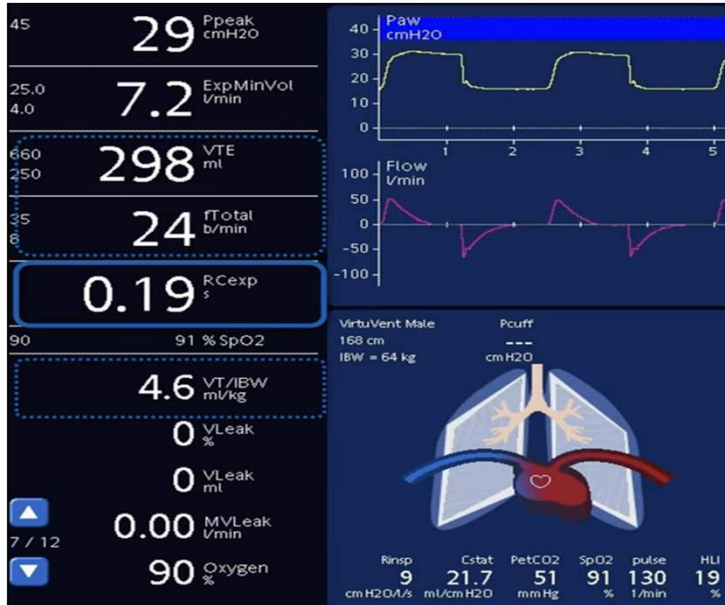 45 29 Ppeak
cmH2O
25.0 7.2 ExpMinVol
4.0 l/min
660 298 VTE
250 ml
35 24 fTotal
8 b/min
0.19 RCexp
s
90 91 % SpO2
4.6 VT/IBW
ml/kg
0 VLeak
%
0 VLeak
ml
0.00 MVLeak
l/min
7 / 12
90 Oxygen
%
Paw
cmH2O
40
30
20
10
0
1 2 3 4 5
Flow
l/min
100
50
0
-50
-100
VirtuVent Male Pcuff
168 cm ---
IBW = 64 kg cmH2O
Rinsp Cstat PetCO2 SpO2 pulse HLI
9 21.7 51 91 130 19
cmH2O/l/s ml/cmH2O mmHg % 1/min %